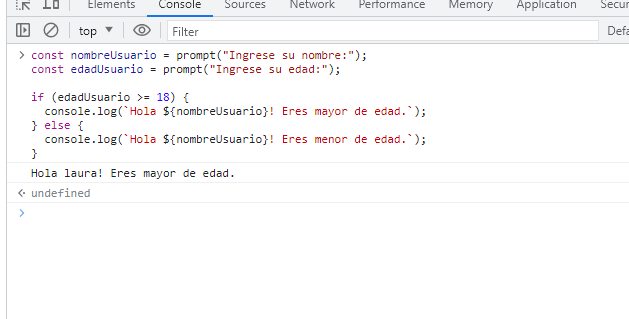 Elements Console Sources Network Performance Memory Application Secur
top Filter Defa
const nombreUsuario = prompt("Ingrese su nombre:");
const edadUsuario = prompt("Ingrese su edad:");
if (edadUsuario >= 18) {
  console.log(`Hola ${nombreUsuario}! Eres mayor de edad.`);
} else {
  console.log(`Hola ${nombreUsuario}! Eres menor de edad.`);
}
Hola laura! Eres mayor de edad.
undefined